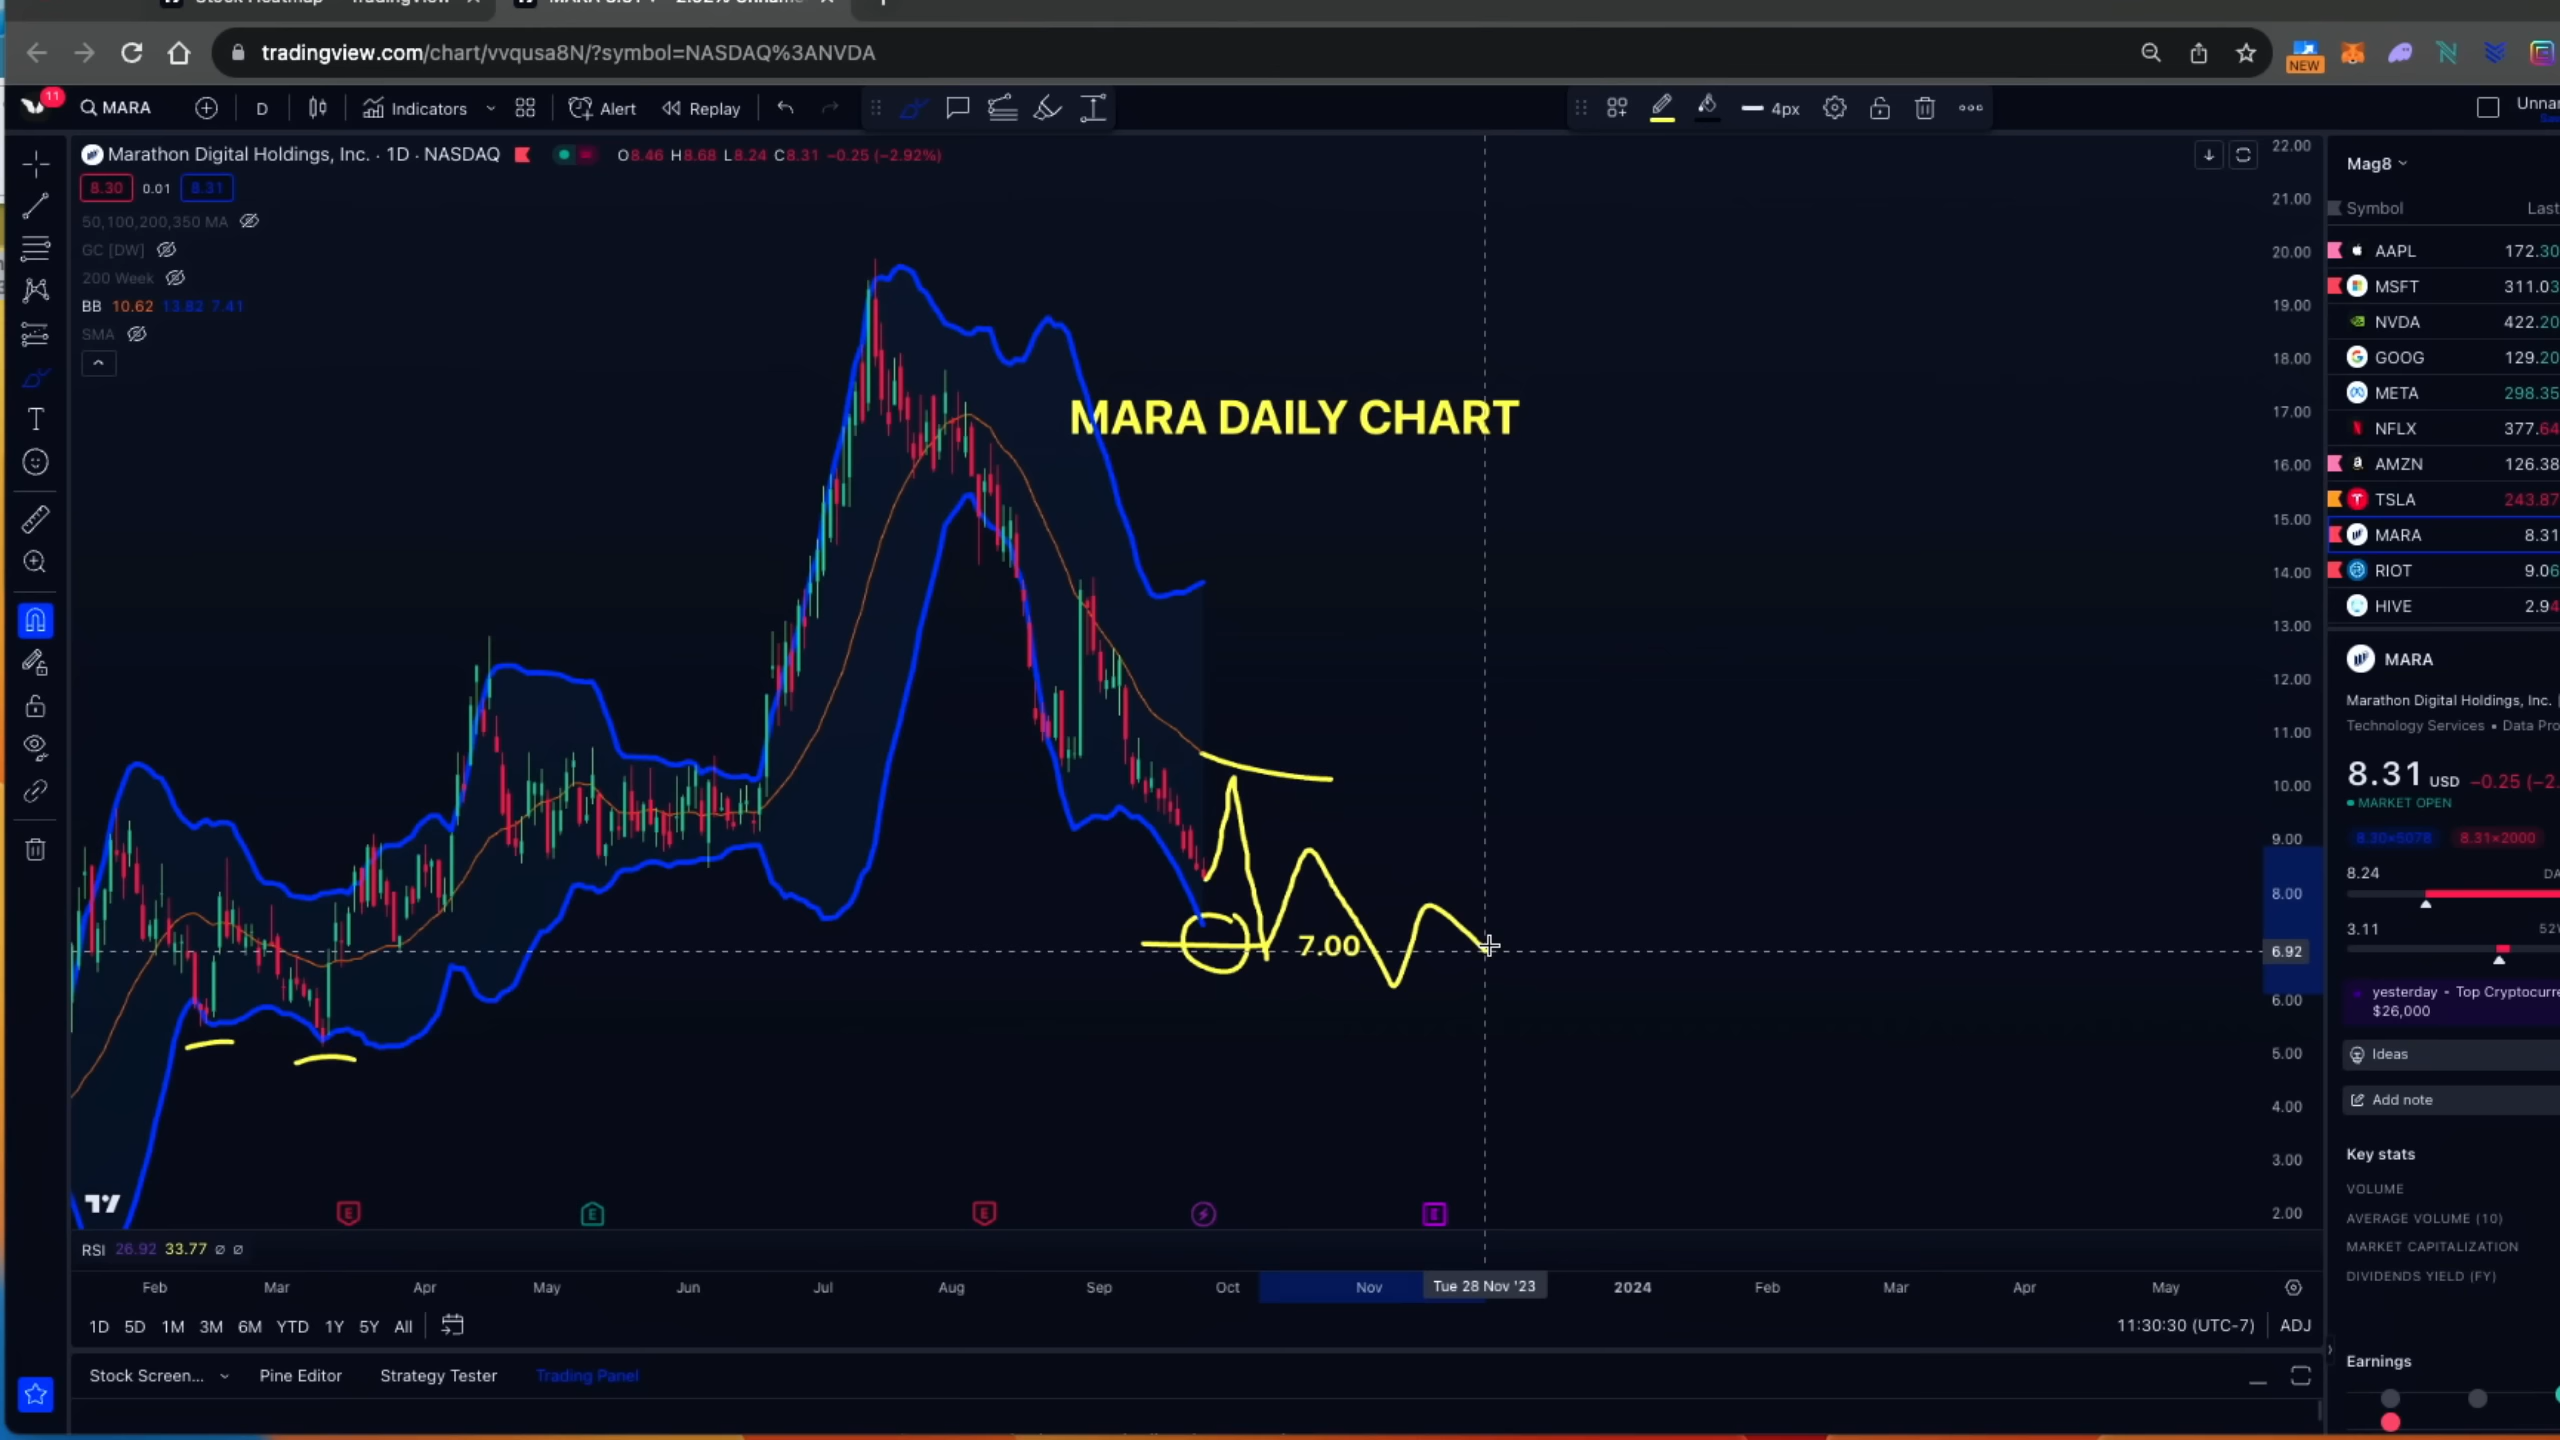 tradingview.com/chart/vvqusa8N/?symbol=NASDAQ%3ANVDA
NEW
11
MARA
D
Indicators
Alert
Replay
4px
Marathon Digital Holdings, Inc. · 1D · NASDAQ
O8.46 H8.68 L8.24 C8.31 −0.25 (−2.92%)
8.30 0.01 8.31
50,100,200,350 MA
GC [DW]
200 Week
BB 10.62 13.82 7.41
SMA
MARA DAILY CHART
7.00
22.00
21.00
20.00
19.00
18.00
17.00
16.00
15.00
14.00
13.00
12.00
11.00
10.00
9.00
8.00
6.92
6.00
5.00
4.00
3.00
2.00
E
E
E
E
RSI 26.92 33.77 ∅ ∅
Feb Mar Apr May Jun Jul Aug Sep Oct Nov Tue 28 Nov '23 2024 Feb Mar Apr May
1D 5D 1M 3M 6M YTD 1Y 5Y All
11:30:30 (UTC-7) ADJ
Stock Screen... Pine Editor Strategy Tester Trading Panel
Mag8
Symbol Last
AAPL 172.30
MSFT 311.03
NVDA 422.20
GOOG 129.20
META 298.35
NFLX 377.64
AMZN 126.38
TSLA 243.87
MARA 8.31
RIOT 9.06
HIVE 2.94
MARA
Marathon Digital Holdings, Inc.
Technology Services • Data Pro
8.31 USD −0.25 (−2.
MARKET OPEN
8.30×5078 8.31×2000
8.24 DA
3.11 52
yesterday • Top Cryptocurre
$26,000
Ideas
Add note
Key stats
VOLUME
AVERAGE VOLUME (10)
MARKET CAPITALIZATION
DIVIDENDS YIELD (FY)
Earnings